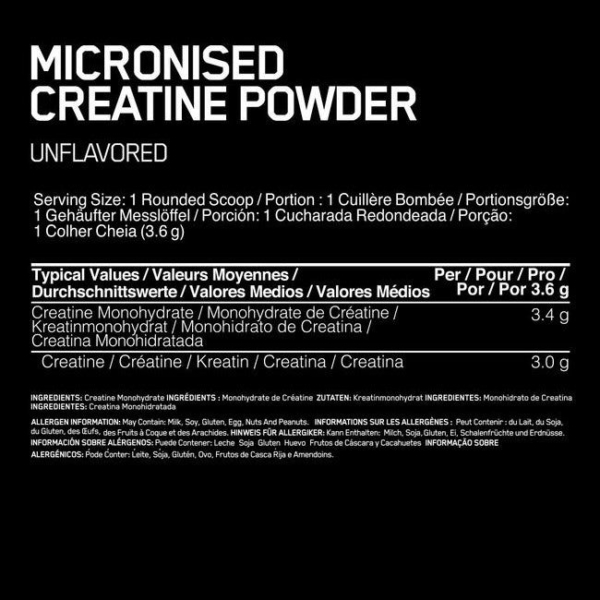 MICRONISED
CREATINE POWDER
UNFLAVORED
Serving Size: 1 Rounded Scoop / Portion : 1 Cuillère Bombée / Portionsgröße:
1 Gehäufter Messlöffel / Porción: 1 Cucharada Redondeada / Porção:
1 Colher Cheia (3.6 g)
Typical Values / Valeurs Moyennes / Per / Pour / Pro /
Durchschnittswerte / Valores Medios / Valores Médios Por / Por 3.6 g
Creatine Monohydrate / Monohydrate de Créatine / 3.4 g
Kreatinmonohydrat / Monohidrato de Creatina /
Creatina Monohidratada
Creatine / Créatine / Kreatin / Creatina / Creatina 3.0 g
INGREDIENTS: Creatine Monohydrate INGRÉDIENTS : Monohydrate de Créatine ZUTATEN: Kreatinmonohydrat INGREDIENTES: Monohidrato de Creatina
INGREDIENTES: Creatina Monohidratada
ALLERGEN INFORMATION: May Contain: Milk, Soy, Gluten, Egg, Nuts And Peanuts. INFORMATIONS SUR LES ALLERGÈNES : Peut Contenir : du Lait, du Soja,
du Gluten, des Œufs, des Fruits à Coque et des Arachides. HINWEIS FÜR ALLERGIKER: Kann Enthalten: Milch, Soja, Gluten, Ei, Schalenfrüchte und Erdnüsse.
INFORMACIÓN SOBRE ALÉRGENOS: Puede Contener: Leche Soja Gluten Huevo Frutos de Cáscara y Cacahuetes INFORMAÇÃO SOBRE
ALERGÉNICOS: Pode Conter: Leite, Soja, Glutén, Ovo, Frutos de Casca Rija e Amendoins.